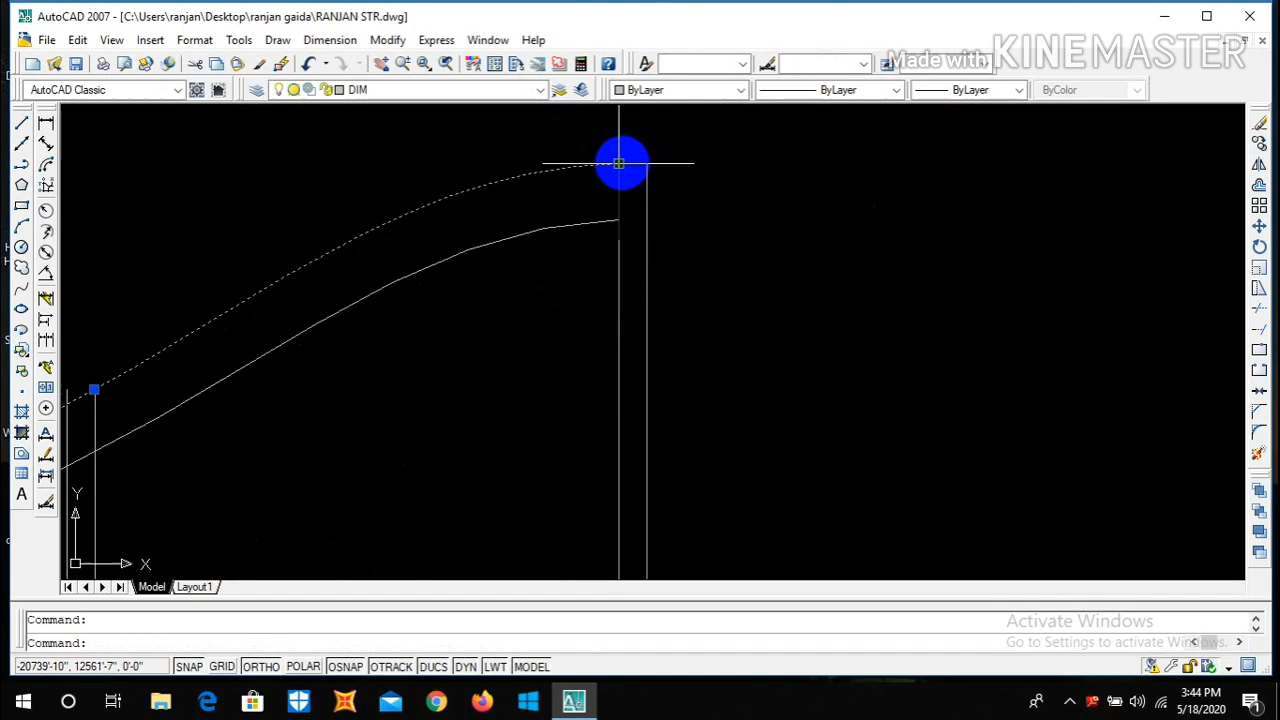 AutoCAD 2007 - [C:\Users\ranjan\Desktop\ranjan gaida\RANJAN STR.dwg]
File Edit View Insert Format Tools Draw Dimension Modify Express Window Help
Made with KINEMASTER
AutoCAD Classic DIM ByLayer ByLayer ByLayer ByColor
Y
X
Model Layout1
Command:
Command:
Activate Windows
Go to Settings to activate Windows.
-20739'-10", 12561'-7", 0'-0" SNAP GRID ORTHO POLAR OSNAP OTRACK DUCS DYN LWT MODEL
3:44 PM
5/18/2020